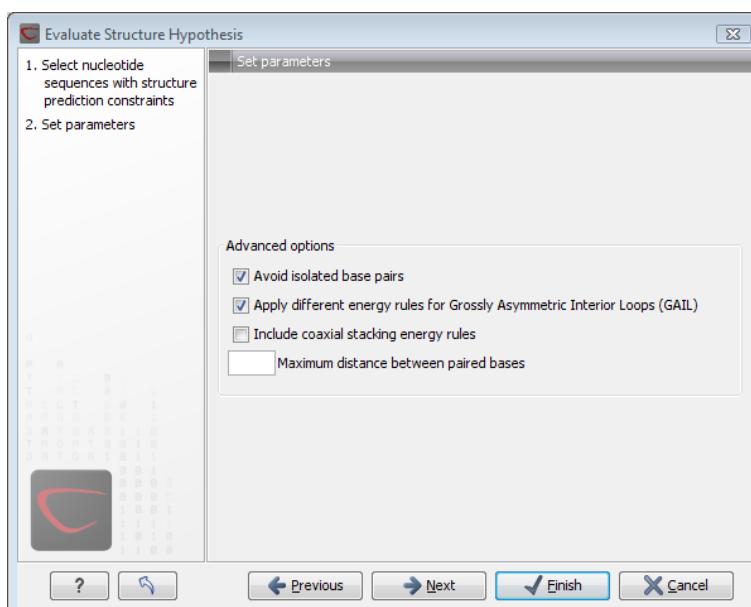 Evaluate Structure Hypothesis
1. Select nucleotide
sequences with structure
prediction constraints
2. Set parameters
Set parameters
Advanced options
Avoid isolated base pairs
Apply different energy rules for Grossly Asymmetric Interior Loops (GAIL)
Include coaxial stacking energy rules
Maximum distance between paired bases
?
Previous
Next
Finish
Cancel